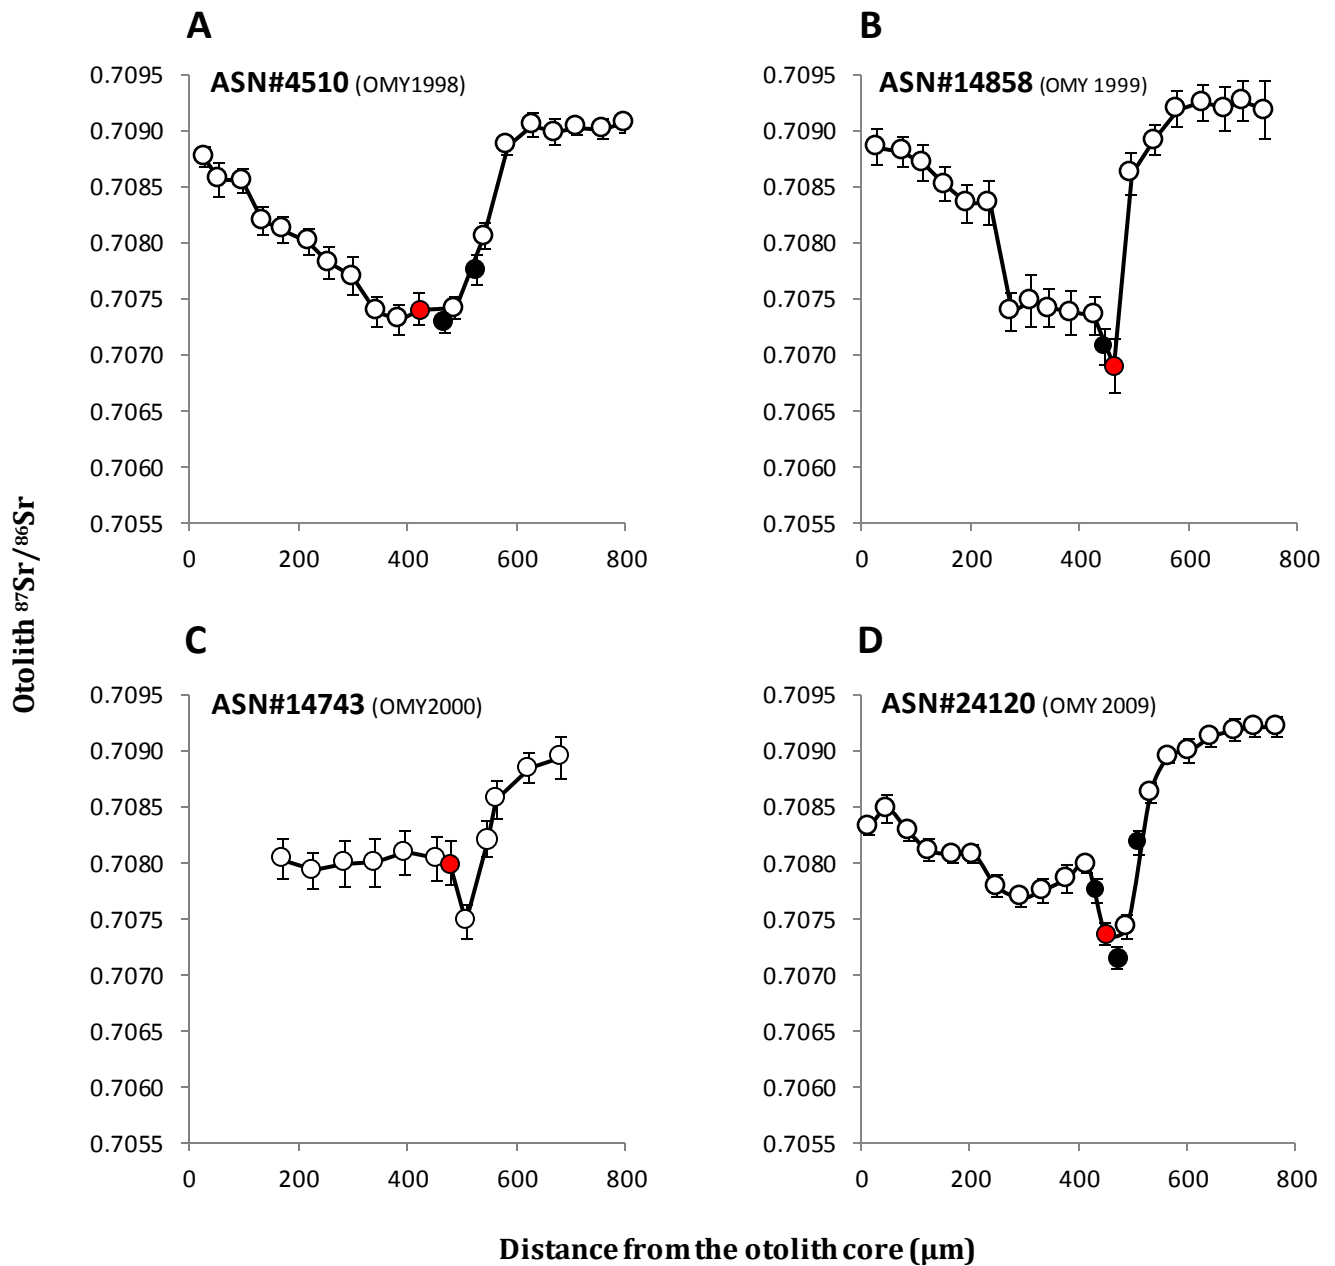 A
ASN#4510 (OMY1998)
0.7095
0.7090
0.7085
0.7080
0.7075
0.7070
0.7065
0.7060
0.7055
0 200 400 600 800
B
ASN#14858 (OMY 1999)
0.7095
0.7090
0.7085
0.7080
0.7075
0.7070
0.7065
0.7060
0.7055
0 200 400 600 800
C
ASN#14743 (OMY2000)
0.7095
0.7090
0.7085
0.7080
0.7075
0.7070
0.7065
0.7060
0.7055
0 200 400 600 800
D
ASN#24120 (OMY 2009)
0.7095
0.7090
0.7085
0.7080
0.7075
0.7070
0.7065
0.7060
0.7055
0 200 400 600 800
Otolith ⁸⁷Sr/⁸⁶Sr
Distance from the otolith core (µm)